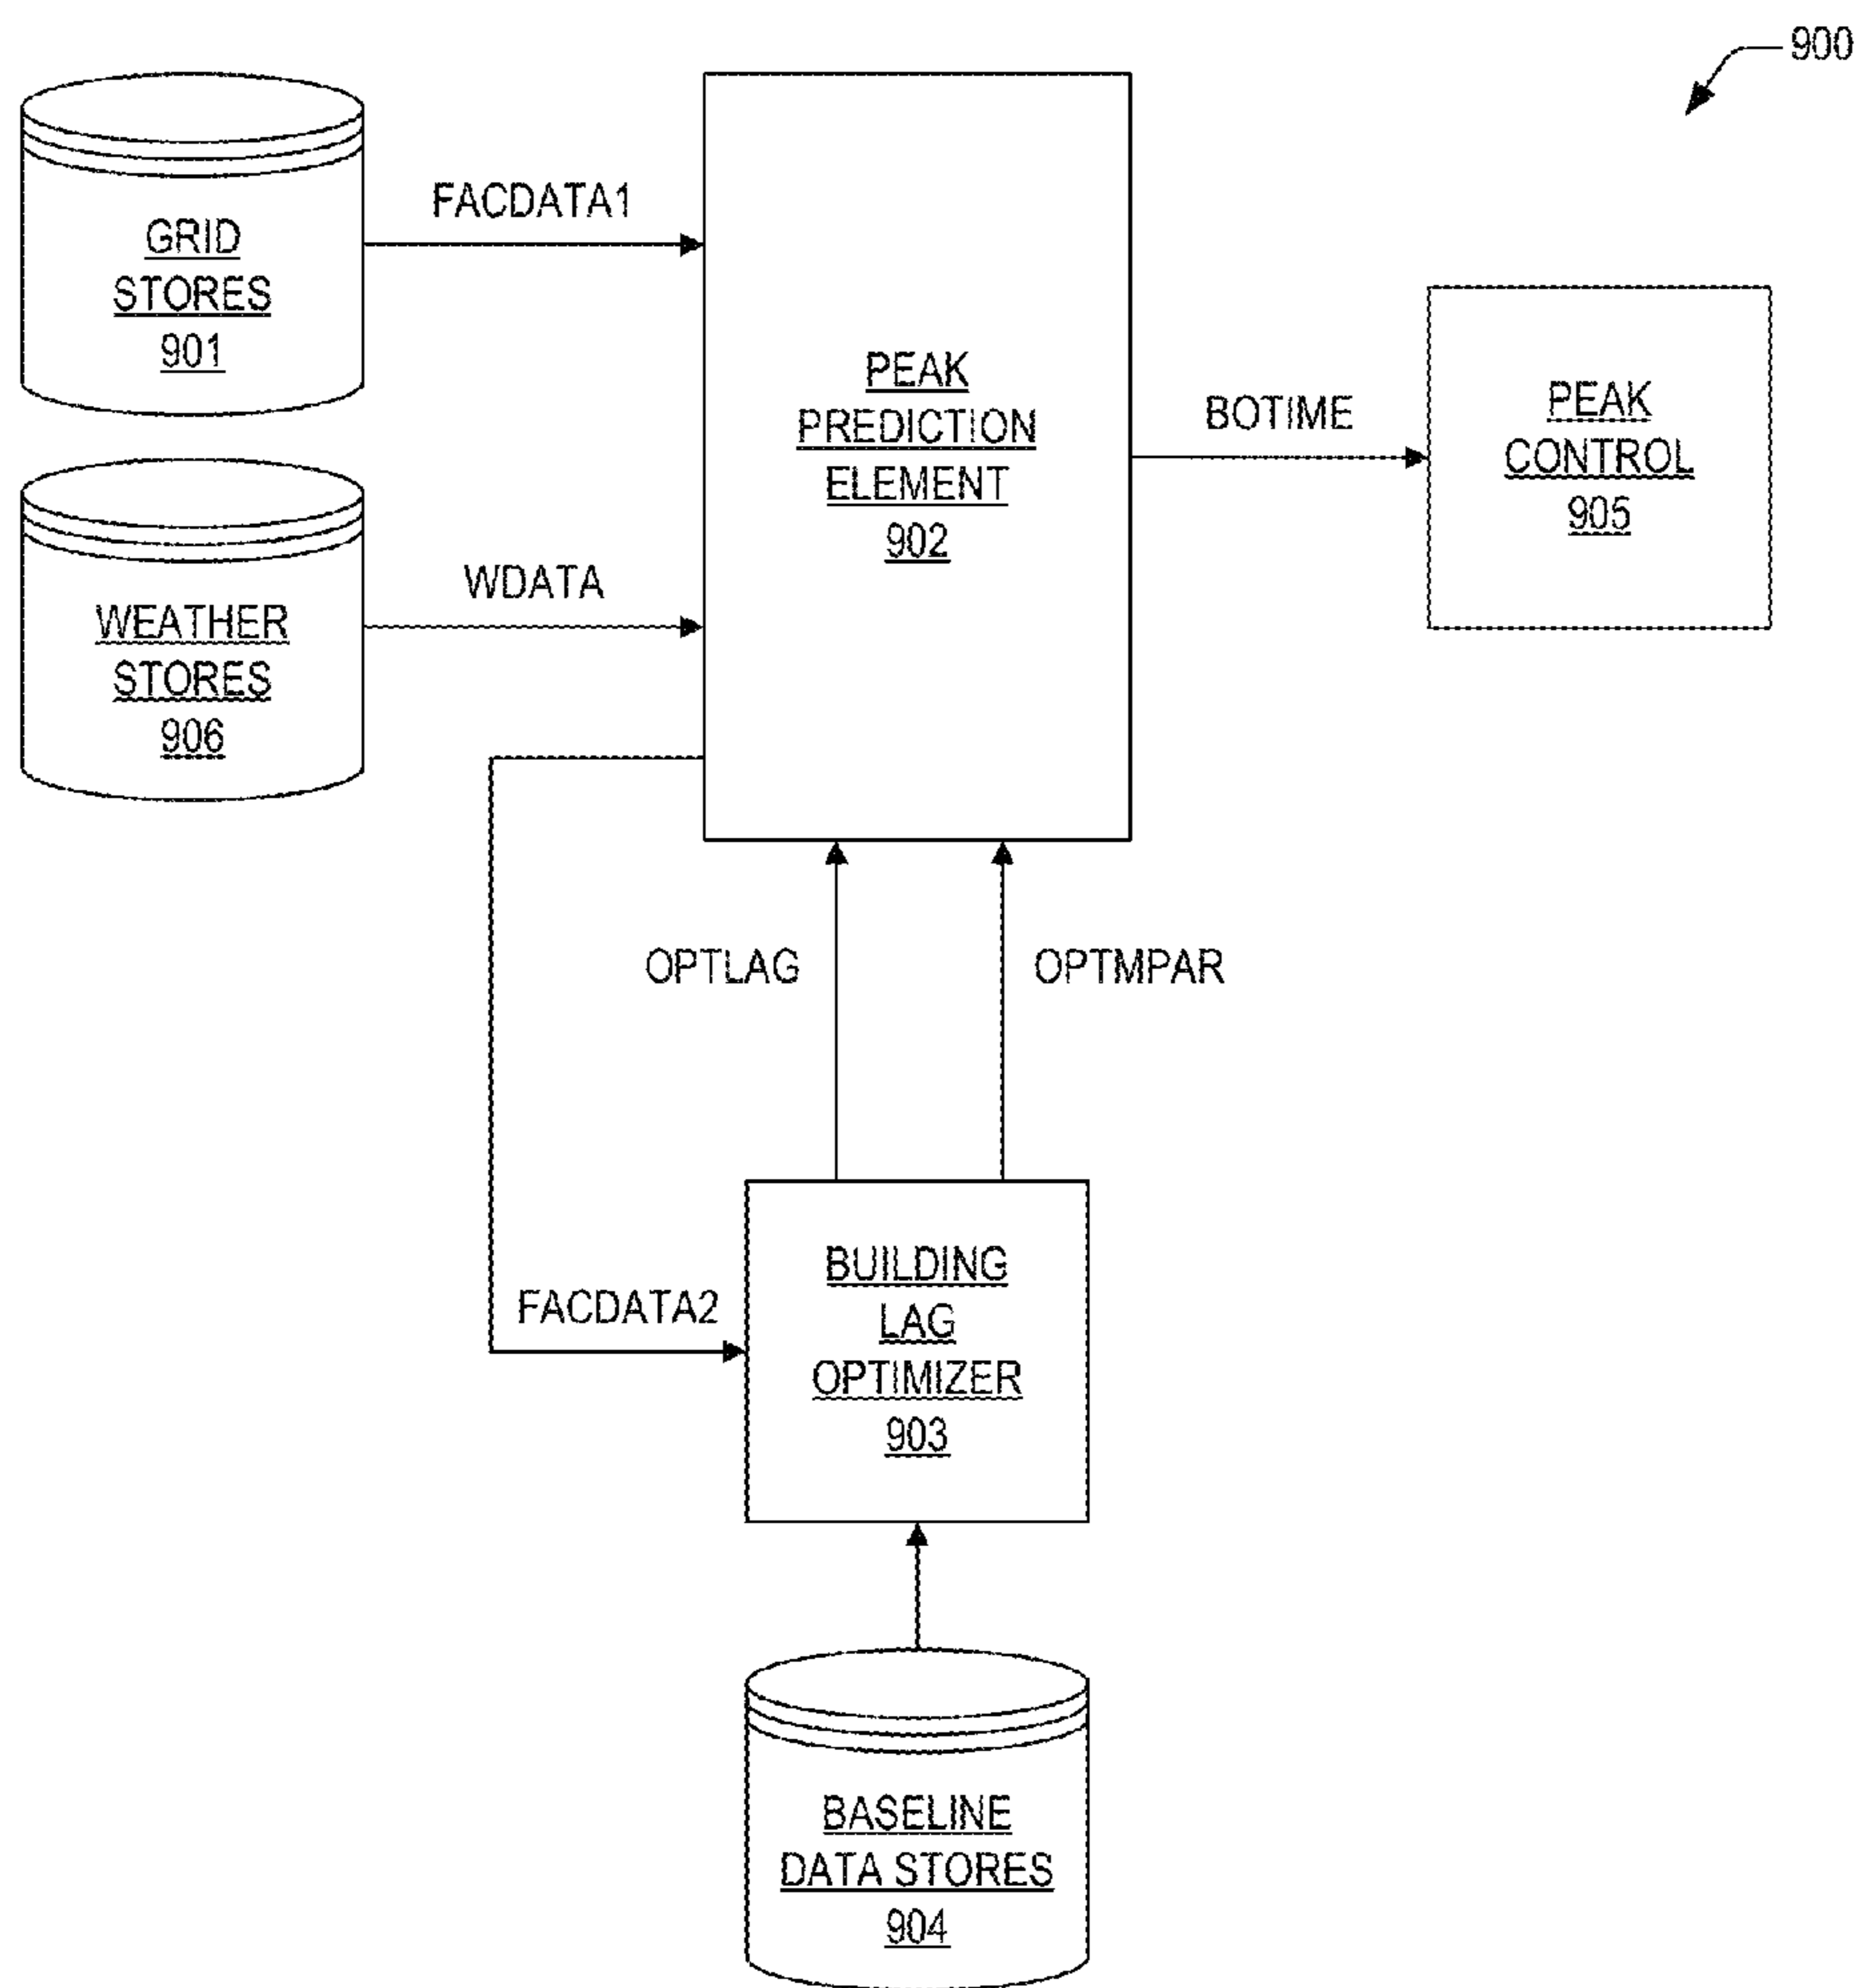 900
GRID
STORES
901
FACDATA1
PEAK
PREDICTION
ELEMENT
902
BOTIME
PEAK
CONTROL
905
WEATHER
STORES
906
WDATA
OPTLAG
OPTMPAR
FACDATA2
BUILDING
LAG
OPTIMIZER
903
BASELINE
DATA STORES
904